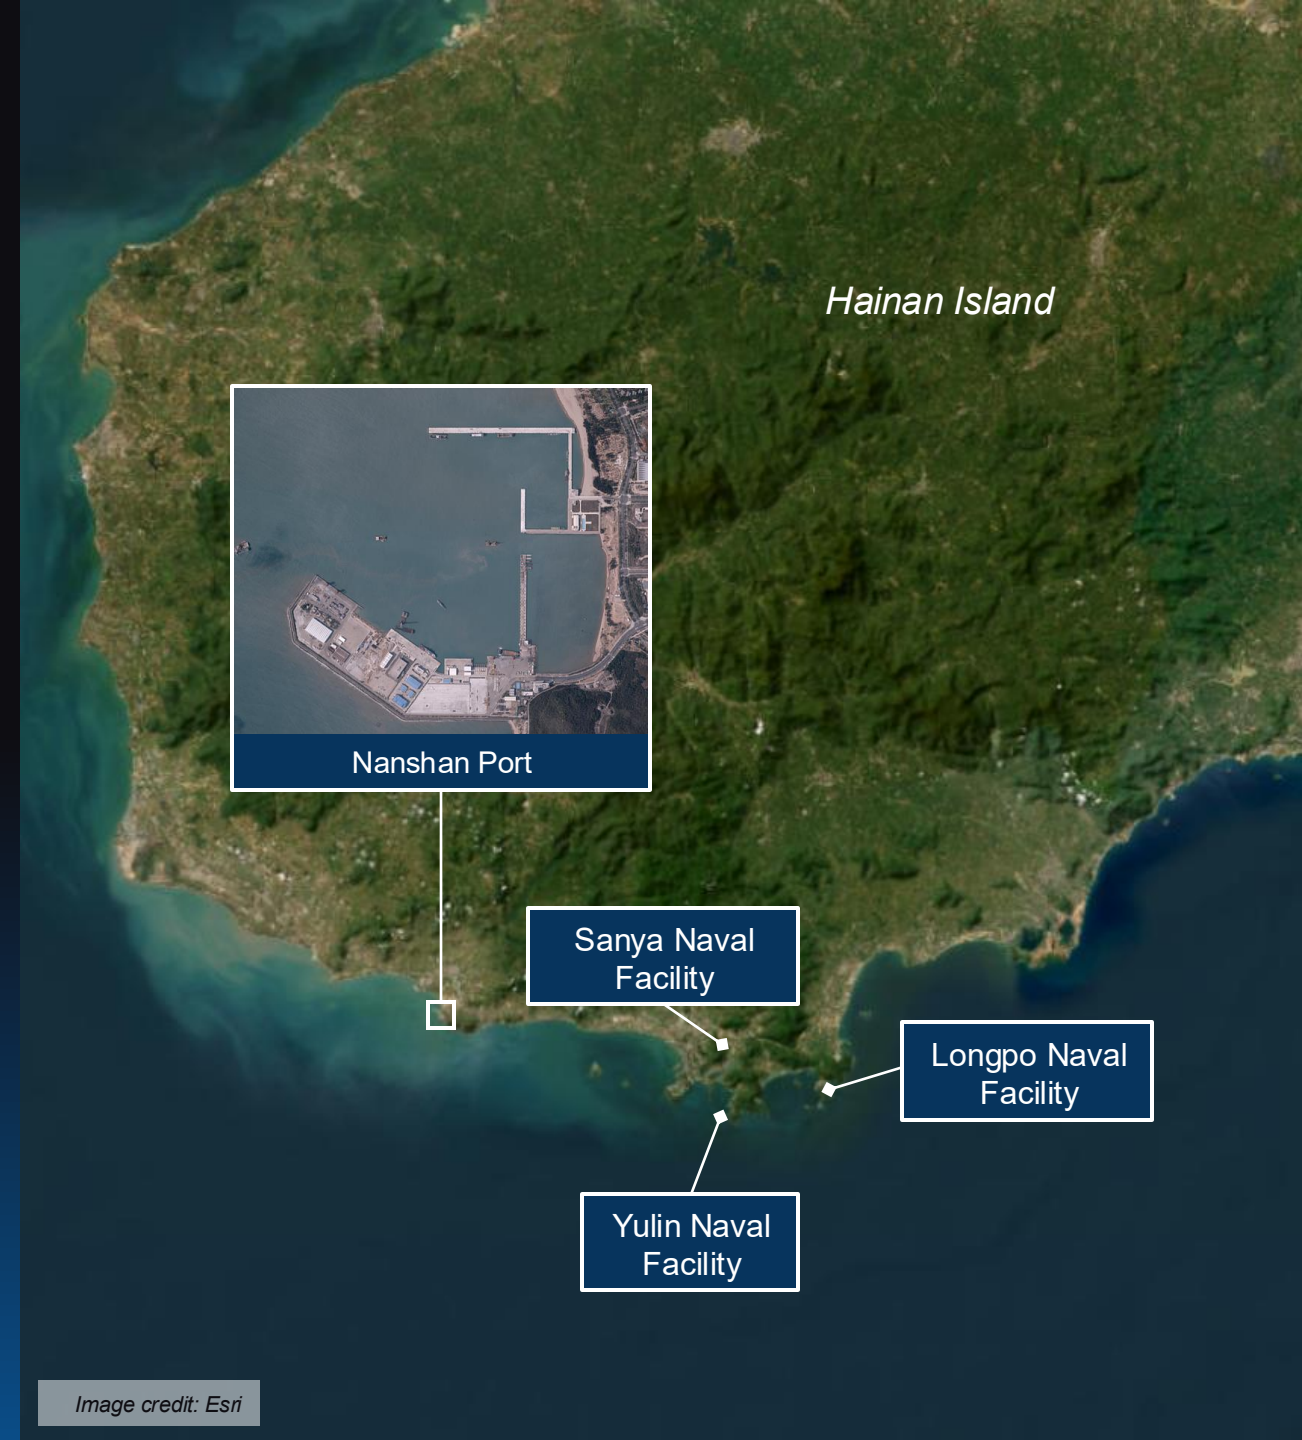 Hainan Island
Nanshan Port
Sanya Naval
Facility
Longpo Naval
Facility
Yulin Naval
Facility
Image credit: Esri